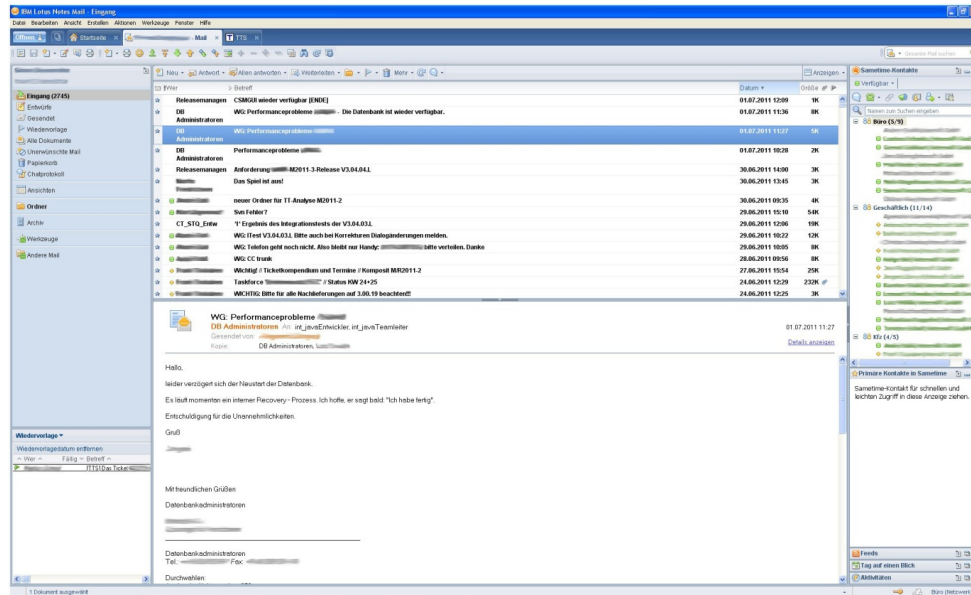 IBM Lotus Notes Mail - Eingang
Datei Bearbeiten Ansicht Erstellen Aktionen Werkzeuge Fenster Hilfe
Öffnen Startseite - Mail TTS
Gesamte Mail suchen
Neu Antwort Allen antworten Weiterleiten Mehr Anzeigen
Eingang (2745)
Entwürfe
Gesendet
Wiedervorlage
Alle Dokumente
Unerwünschte Mail
Papierkorb
Chatprotokoll
Ansichten
Ordner
Archiv
Werkzeuge
Andere Mail
Wiedervorlage
Wiedervorlagedatum entfernen
Wer Fällig Betreff
Das Ticket
Wer Betreff Datum Größe
Releasemanagen CSMGUI wieder verfügbar [ENDE] 01.07.2011 12:09 1K
DB Administratoren WG: Performanceprobleme - Die Datenbank ist wieder verfügbar. 01.07.2011 11:36 8K
DB Administratoren WG: Performanceprobleme 01.07.2011 11:27 5K
DB Administratoren Performanceprobleme 01.07.2011 10:28 2K
Releasemanagen Anforderung M2011-3-Release V3.04.04.L 30.06.2011 14:00 3K
Das Spiel ist aus! 30.06.2011 13:45 3K
neuer Ordner für TT-Analyse M2011-2 30.06.2011 09:35 4K
Svn Fehler? 29.06.2011 15:10 54K
CT_STQ_Entw '1' Ergebnis des Integrationstests der V3.04.03.L 29.06.2011 12:06 19K
WG: ITest V3.04.03.L Bitte auch bei Korrekturen Dialogänderungen melden. 29.06.2011 10:22 12K
WG: Telefon geht noch nicht. Also bleibt nur Handy: bitte verteilen. Danke 29.06.2011 10:05 8K
WG: CC trunk 28.06.2011 09:56 8K
Wichtig! // Ticketkompendium und Termine // Komposit M/R2011-2 27.06.2011 15:54 25K
Taskforce // Status KW 24+25 24.06.2011 12:29 232K
WICHTIG: Bitte für alle Nachlieferungen auf 3.00.19 beachten!!! 24.06.2011 12:25 3K
WG: Performanceprobleme
DB Administratoren An: int_javaEntwickler, int_javaTeamleiter 01.07.2011 11:27
Gesendet von:
Kopie: DB Administratoren,
Details anzeigen
Hallo,
leider verzögert sich der Neustart der Datenbank.
Es läuft momentan ein interner Recovery - Prozess. Ich hoffe, er sagt bald: "Ich habe fertig".
Entschuldigung für die Unannehmlichkeiten.
Gruß
Mit freundlichen Grüßen
Datenbankadministratoren
Datenbankadministratoren
Tel.: Fax:
Durchwahlen:
Sametime-Kontakte
Verfügbar
Namen zum Suchen eingeben
Büro (5/9)
Geschäftlich (11/14)
Kfz (4/5)
Primäre Kontakte in Sametime
Sametime-Kontakt für schnellen und
leichten Zugriff in diese Anzeige ziehen.
Feeds
Tag auf einen Blick
Aktivitäten
1 Dokument ausgewählt
Büro (Netzwerk)